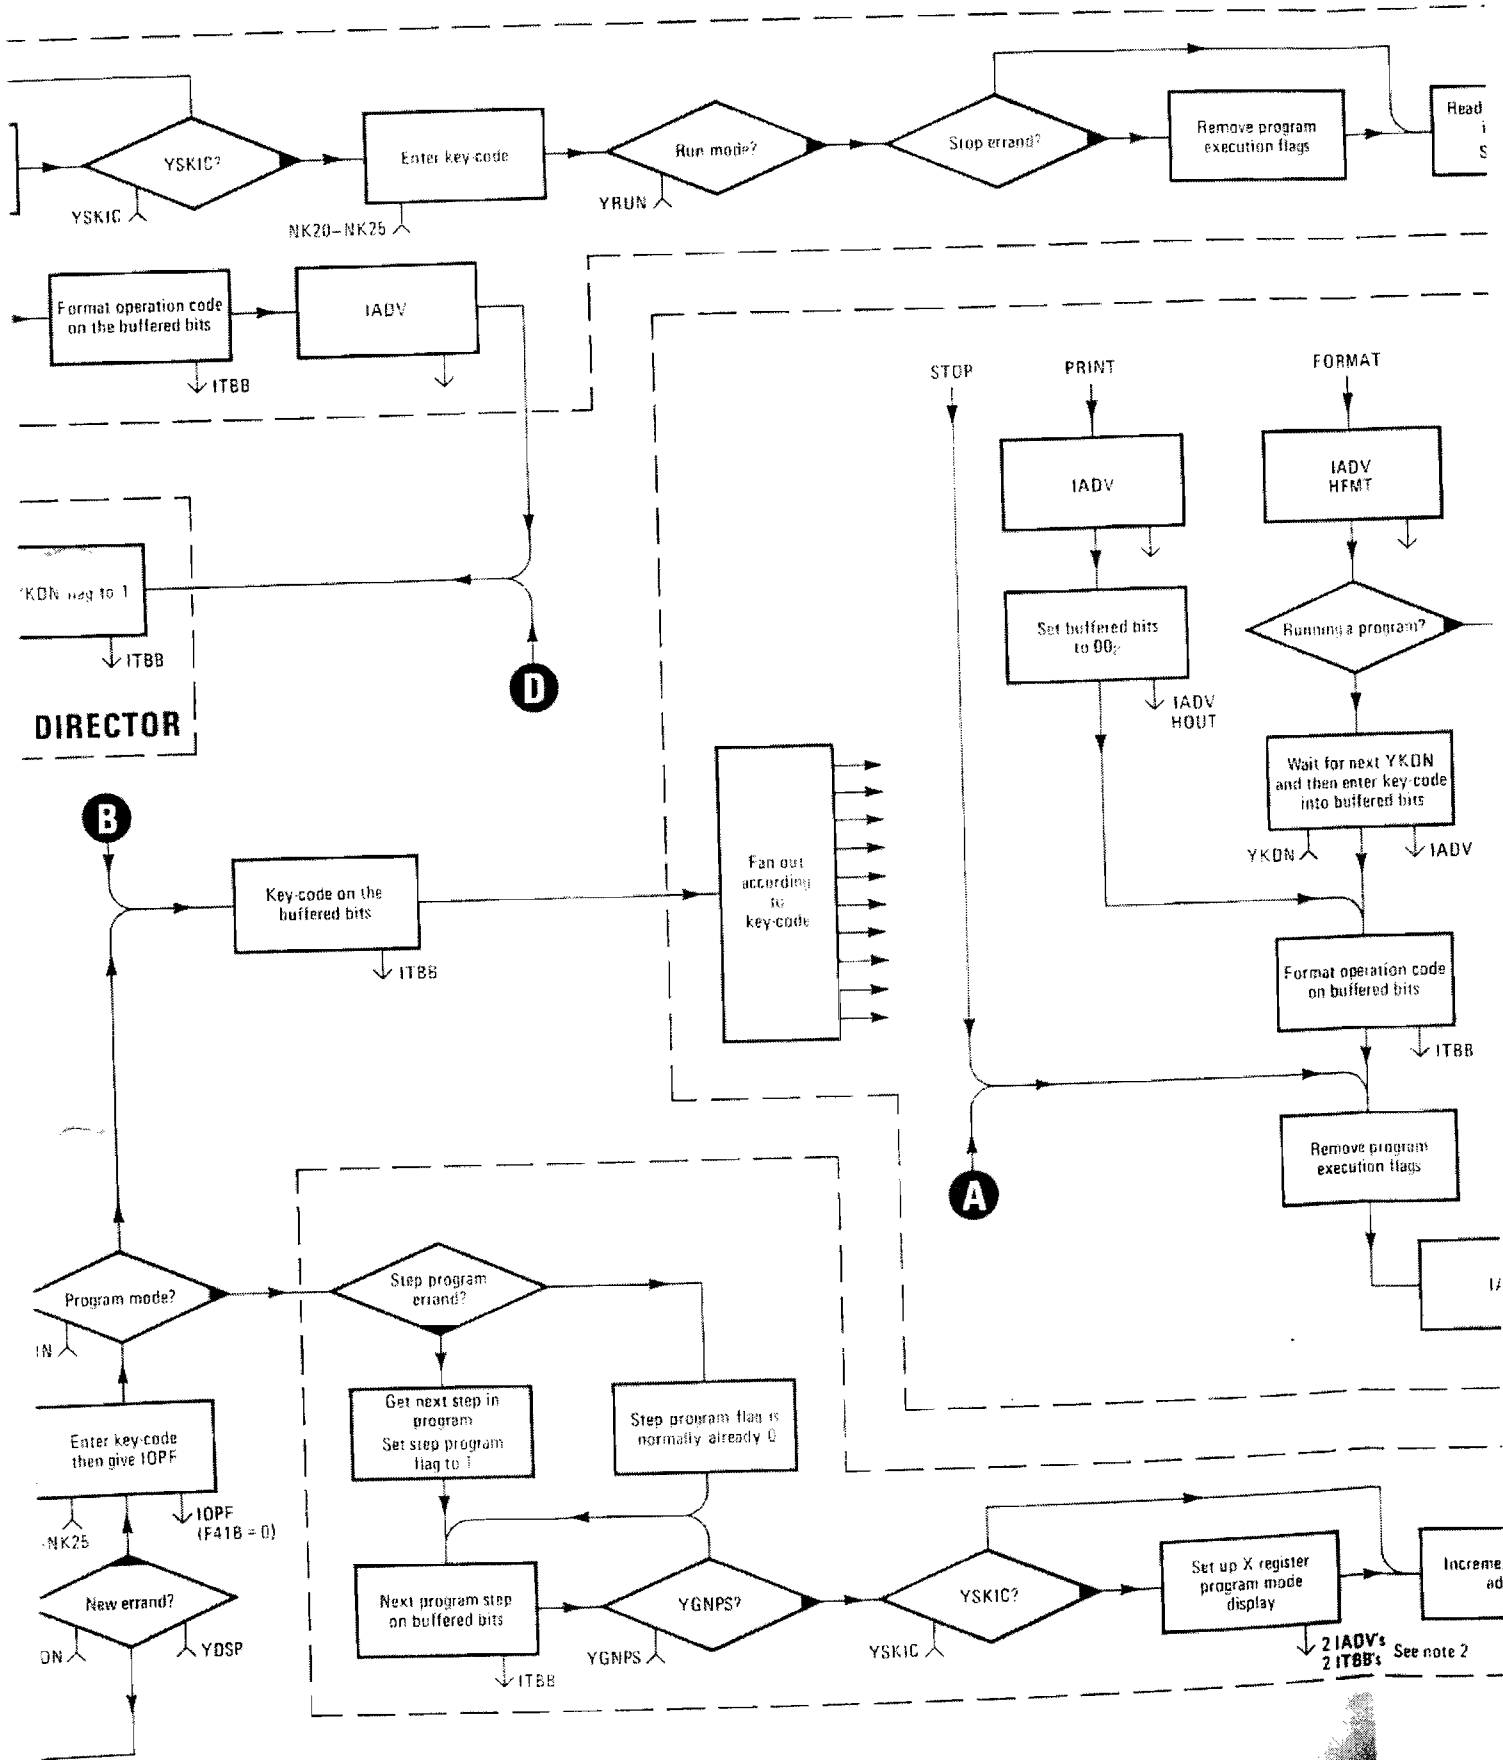 YSKIC?
YSKIC
Enter key-code
NK20–NK25
Run mode?
YRUN
Stop errand?
Remove program
execution flags
Read
Format operation code
on the buffered bits
ITBB
IADV
STOP
PRINT
FORMAT
IADV
IADV
HFMT
Set buffered bits
to 00₂
IADV
HOUT
Running a program?
Wait for next YKDN
and then enter key-code
into buffered bits
YKDN
IADV
Format operation code
on buffered bits
ITBB
Remove program
execution flags
YKDN flag to 1
ITBB
DIRECTOR
D
B
Key-code on the
buffered bits
ITBB
Fan out
according
to
key-code
A
Program mode?
IN
Step program
errand?
Get next step in
program
Set step program
flag to 1
Step program flag is
normally already 0
Enter key-code
then give IOPF
-NK25
IOPF
(F41B = 0)
New errand?
DN
YDSP
Next program step
on buffered bits
ITBB
YGNPS?
YGNPS
YSKIC?
YSKIC
Set up X register
program mode
display
2 IADV's
2 ITBB's
See note 2
Increme
ad